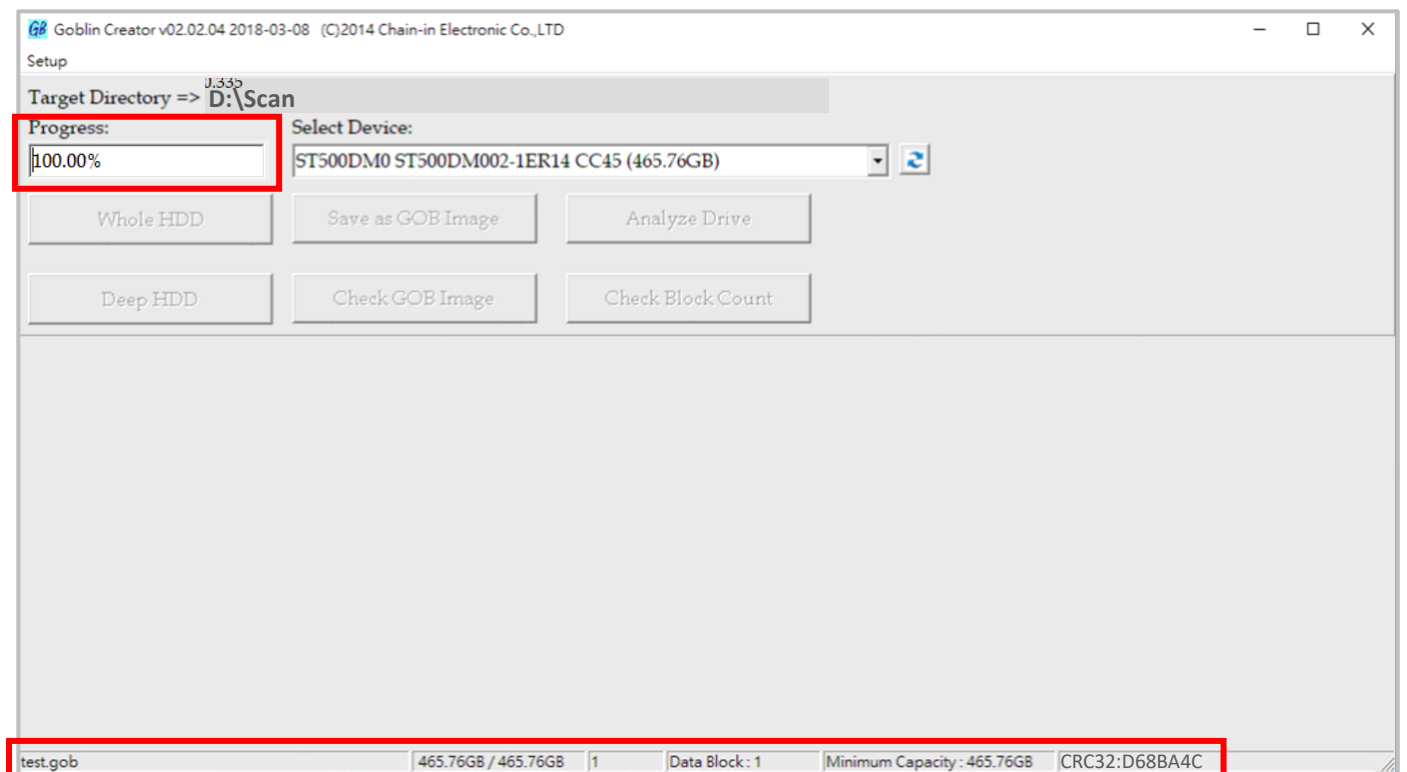 GB Goblin Creator v02.02.04 2018-03-08 (C)2014 Chain-in Electronic Co.,LTD
Setup
0.335
Target Directory => D:\Scan
Progress: Select Device:
100.00% ST500DM0 ST500DM002-1ER14 CC45 (465.76GB)
Whole HDD Save as GOB Image Analyze Drive
Deep HDD Check GOB Image Check Block Count
test.gob 465.76GB / 465.76GB 1 Data Block : 1 Minimum Capacity : 465.76GB CRC32:D68BA4C